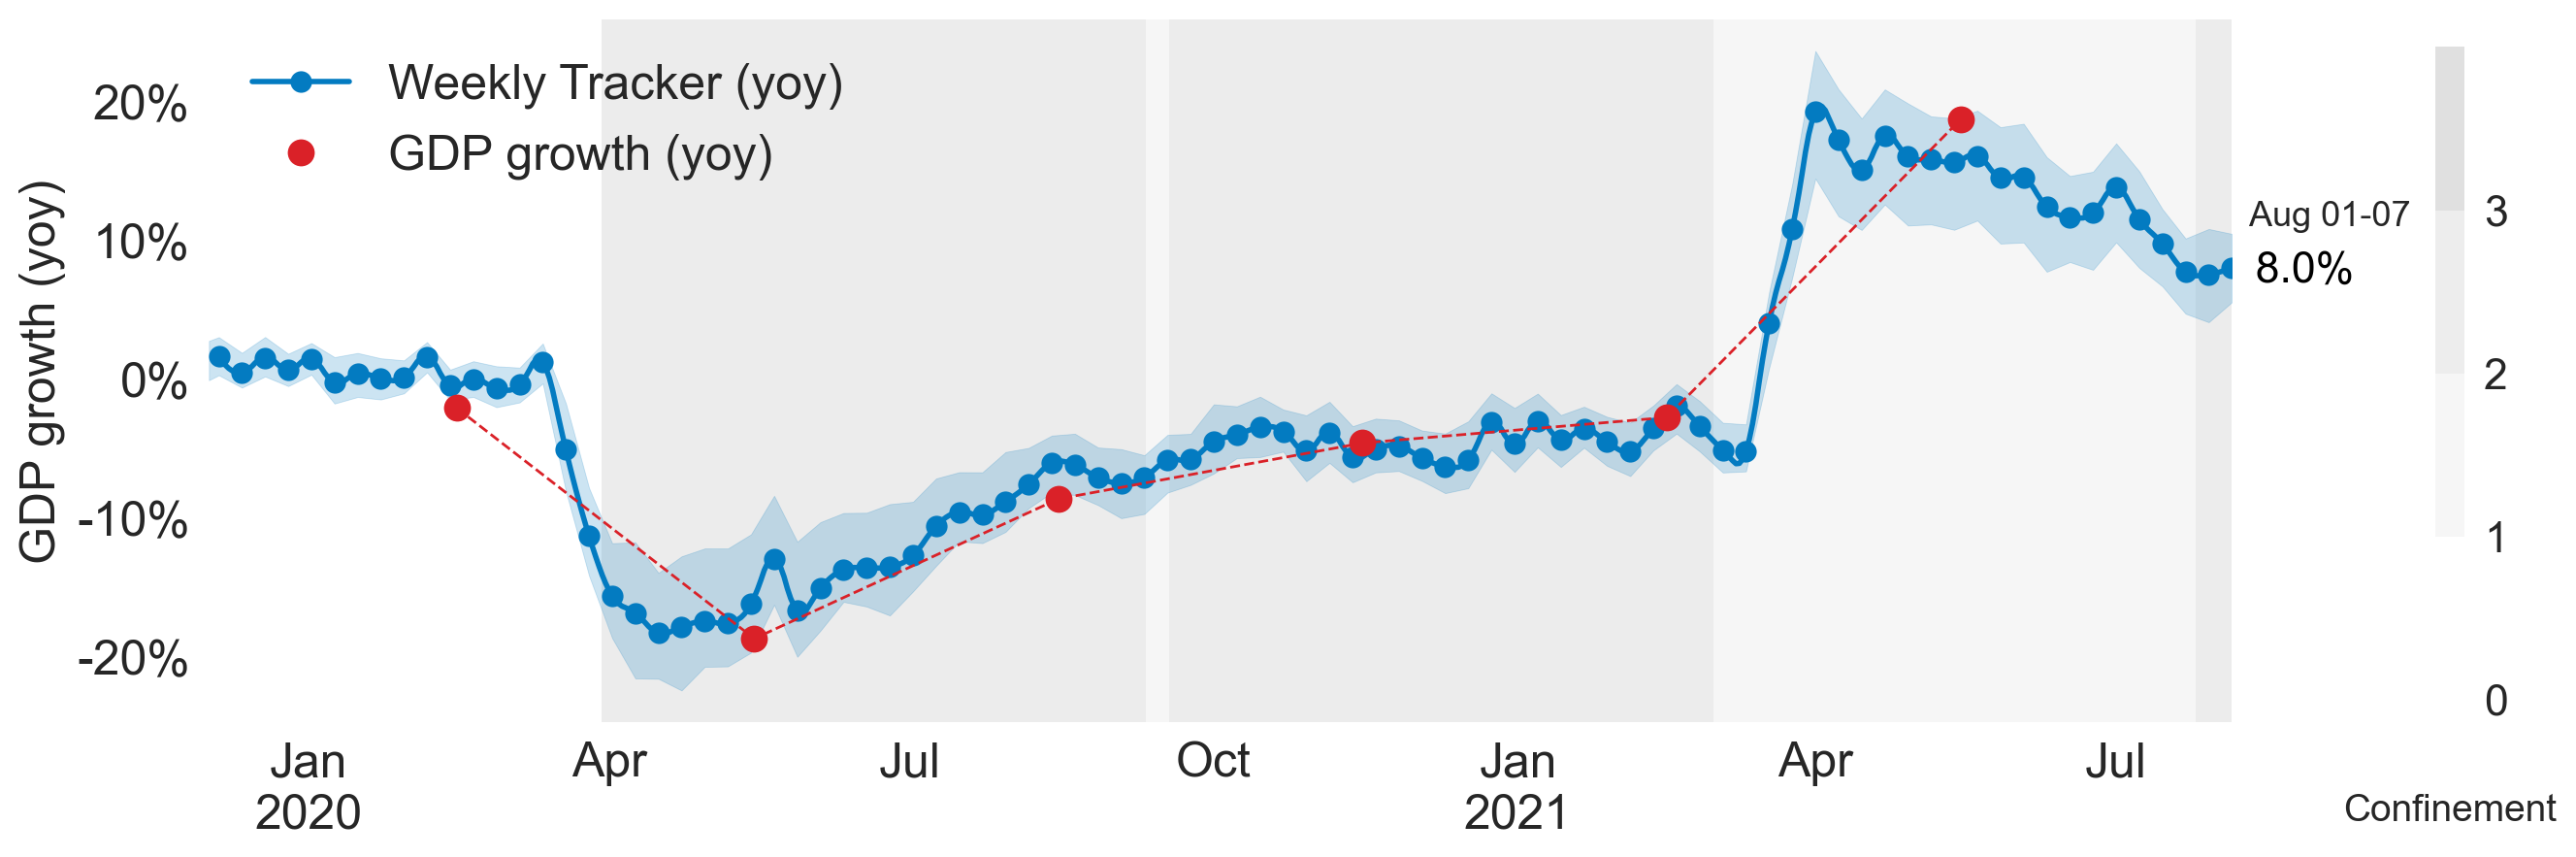 Weekly Tracker (yoy)
GDP growth (yoy)
GDP growth (yoy)
20%
10%
0%
-10%
-20%
Jan
2020
Apr
Jul
Oct
Jan
2021
Apr
Jul
Aug 01-07
8.0%
3
2
1
0
Confinement